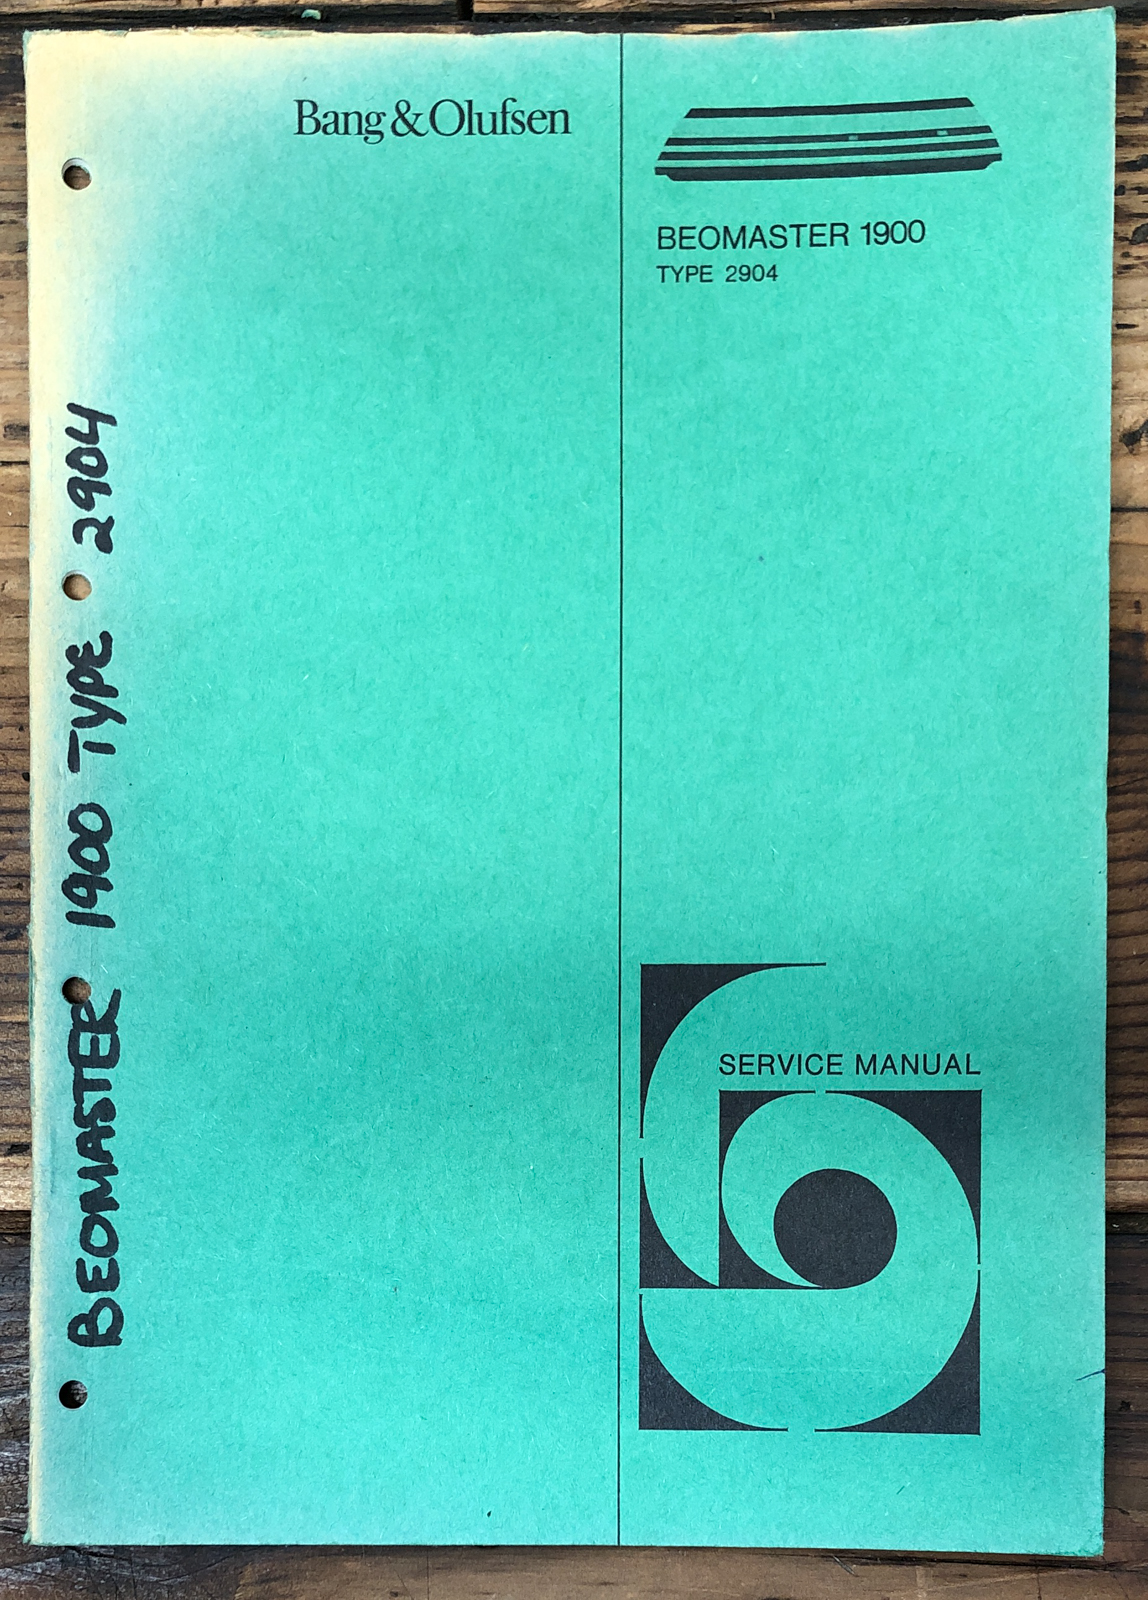 Bang & Olufsen
BEOMASTER 1900
TYPE 2904
SERVICE MANUAL
BEOMASTER 1900 TYPE 2904